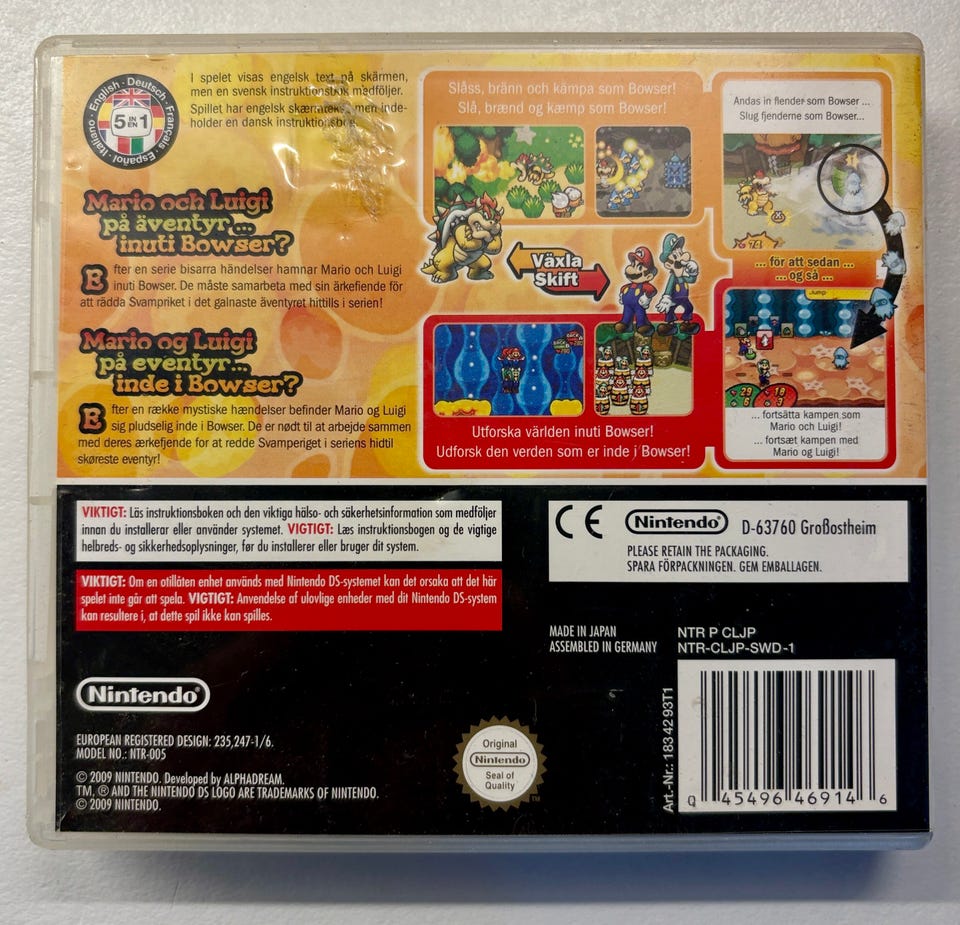 English · Deutsch · Français · Español · Italiano ·
5 IN EN 1
I spelet visas engelsk text på skärmen,
men en svensk instruktionsbok medföljer.
Spillet har engelsk skærmtekst, men inde-
holder en dansk instruktionsbog.
Mario och Luigi
på äventyr...
inuti Bowser?
Efter en serie bisarra händelser hamnar Mario och Luigi
inuti Bowser. De måste samarbeta med sin ärkefiende för
att rädda Svampriket i det galnaste äventyret hittills i serien!
Mario og Luigi
på eventyr...
inde i Bowser?
Efter en række mystiske hændelser befinder Mario og Luigi
sig pludselig inde i Bowser. De er nødt til at arbejde sammen
med deres ærkefjende for at redde Svamperiget i seriens hidtil
skøreste eventyr!
Slåss, bränn och kämpa som Bowser!
Slå, brænd og kæmp som Bowser!
Växla
Skift
Utforska världen inuti Bowser!
Udforsk den verden som er inde i Bowser!
Andas in fiender som Bowser ...
Slug fjenderne som Bowser...
74
... för att sedan ...
... og så ...
Jump
... fortsätta kampen som
Mario och Luigi!
... fortsæt kampen med
Mario og Luigi!
VIKTIGT: Läs instruktionsboken och den viktiga hälso- och säkerhetsinformation som medföljer
innan du installerar eller använder systemet. VIGTIGT: Læs instruktionsbogen og de vigtige
helbreds- og sikkerhedsoplysninger, før du installerer eller bruger dit system.
VIKTIGT: Om en otillåten enhet används med Nintendo DS-systemet kan det orsaka att det här
spelet inte går att spela. VIGTIGT: Anvendelse af ulovlige enheder med dit Nintendo DS-system
kan resultere i, at dette spil ikke kan spilles.
CE Nintendo® D-63760 Großostheim
PLEASE RETAIN THE PACKAGING.
SPARA FÖRPACKNINGEN. GEM EMBALLAGEN.
MADE IN JAPAN
ASSEMBLED IN GERMANY
NTR P CLJP
NTR-CLJP-SWD-1
Nintendo®
EUROPEAN REGISTERED DESIGN: 235,247-1/6.
MODEL NO.: NTR-005
© 2009 NINTENDO. Developed by ALPHADREAM.
TM, ® AND THE NINTENDO DS LOGO ARE TRADEMARKS OF NINTENDO.
© 2009 NINTENDO.
Original
Nintendo
Seal of
Quality
TM
Art.-Nr.: 183 42 93T1
0 45496 46914 6